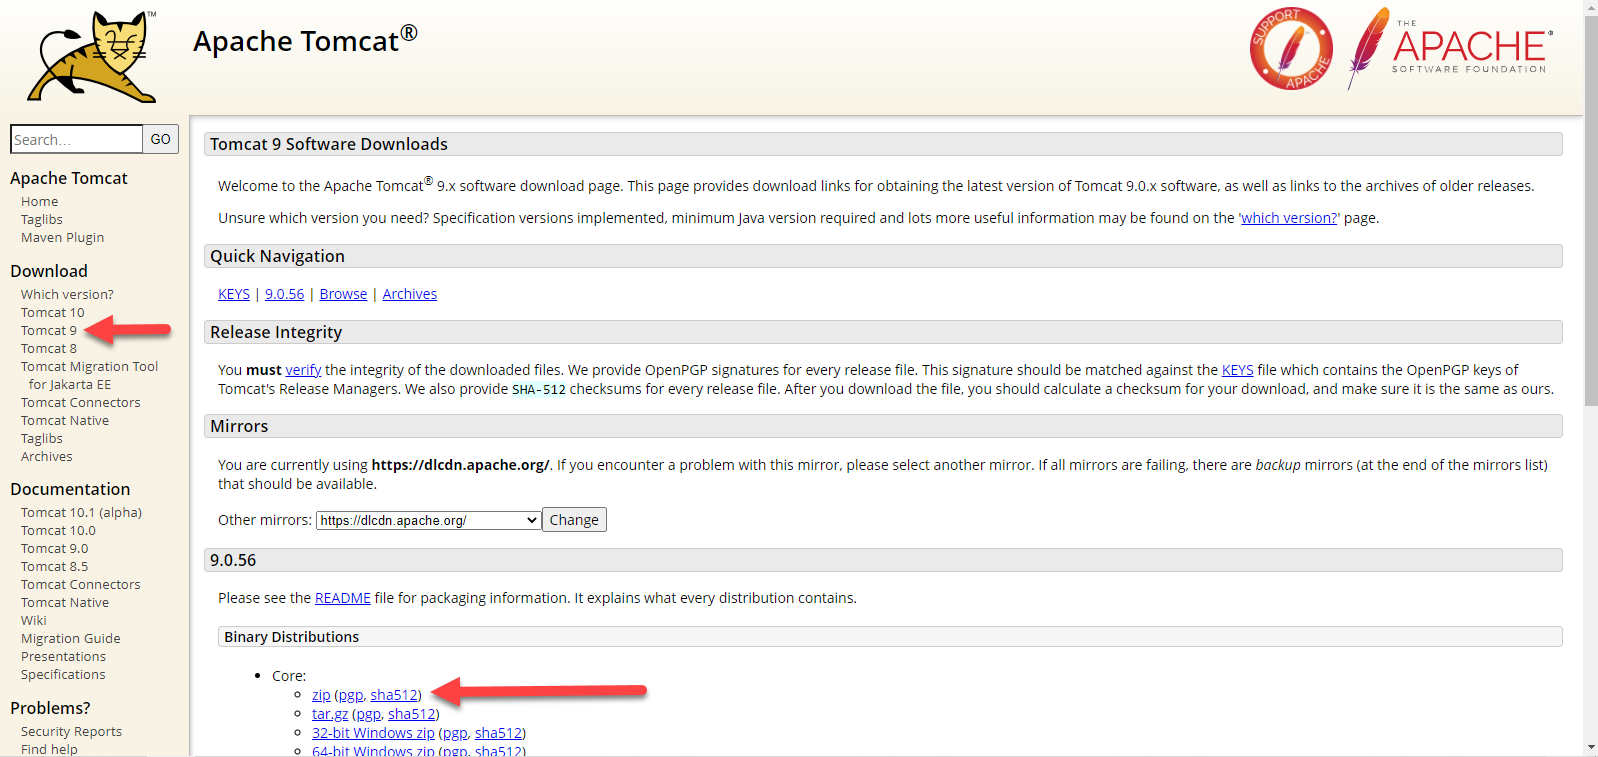 TM
Apache Tomcat®
SUPPORT APACHE
THE
APACHE®
SOFTWARE FOUNDATION
Search... GO
Apache Tomcat
Home
Taglibs
Maven Plugin
Download
Which version?
Tomcat 10
Tomcat 9
Tomcat 8
Tomcat Migration Tool
for Jakarta EE
Tomcat Connectors
Tomcat Native
Taglibs
Archives
Documentation
Tomcat 10.1 (alpha)
Tomcat 10.0
Tomcat 9.0
Tomcat 8.5
Tomcat Connectors
Tomcat Native
Wiki
Migration Guide
Presentations
Specifications
Problems?
Security Reports
Find help
Tomcat 9 Software Downloads
Welcome to the Apache Tomcat® 9.x software download page. This page provides download links for obtaining the latest version of Tomcat 9.0.x software, as well as links to the archives of older releases.
Unsure which version you need? Specification versions implemented, minimum Java version required and lots more useful information may be found on the 'which version?' page.
Quick Navigation
KEYS | 9.0.56 | Browse | Archives
Release Integrity
You must verify the integrity of the downloaded files. We provide OpenPGP signatures for every release file. This signature should be matched against the KEYS file which contains the OpenPGP keys of
Tomcat's Release Managers. We also provide SHA-512 checksums for every release file. After you download the file, you should calculate a checksum for your download, and make sure it is the same as ours.
Mirrors
You are currently using https://dlcdn.apache.org/. If you encounter a problem with this mirror, please select another mirror. If all mirrors are failing, there are backup mirrors (at the end of the mirrors list)
that should be available.
Other mirrors: https://dlcdn.apache.org/ Change
9.0.56
Please see the README file for packaging information. It explains what every distribution contains.
Binary Distributions
Core:
zip (pgp, sha512)
tar.gz (pgp, sha512)
32-bit Windows zip (pgp, sha512)
64-bit Windows zip (pgp, sha512)